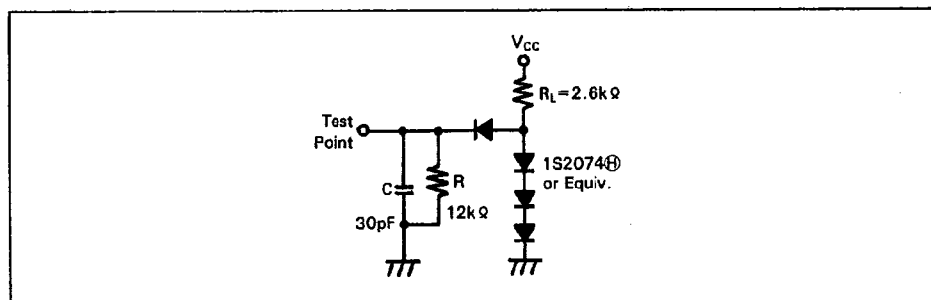 VCC
RL=2.6kΩ
Test
Point
1S2074Ⓗ
or Equiv.
C
R
30pF
12kΩ